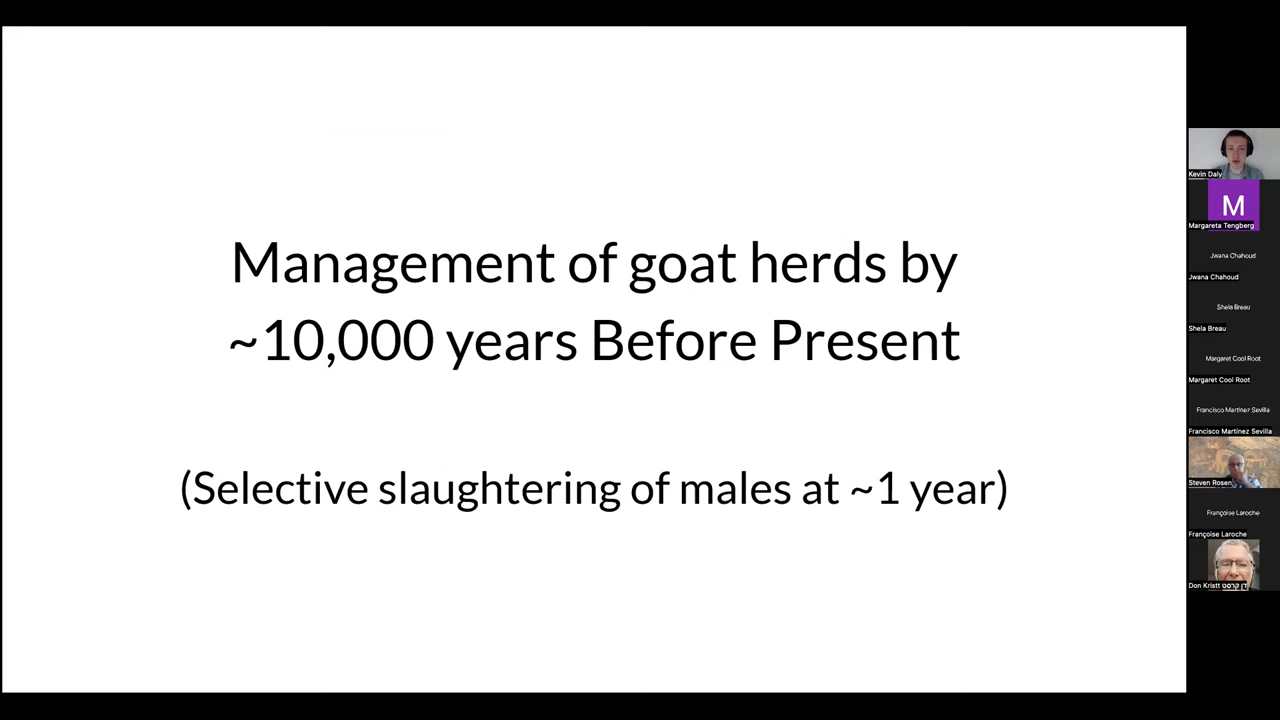 Management of goat herds by
~10,000 years Before Present
(Selective slaughtering of males at ~1 year)
Kevin Daly
M
Margareta Tengberg
Jwana Chahoud
Jwana Chahoud
Shela Breau
Shela Breau
Margaret Cool Root
Margaret Cool Root
Francisco Martínez Sevilla
Francisco Martínez Sevilla
Steven Rosen
Françoise Laroche
Françoise Laroche
Don Kristt דן קרסט